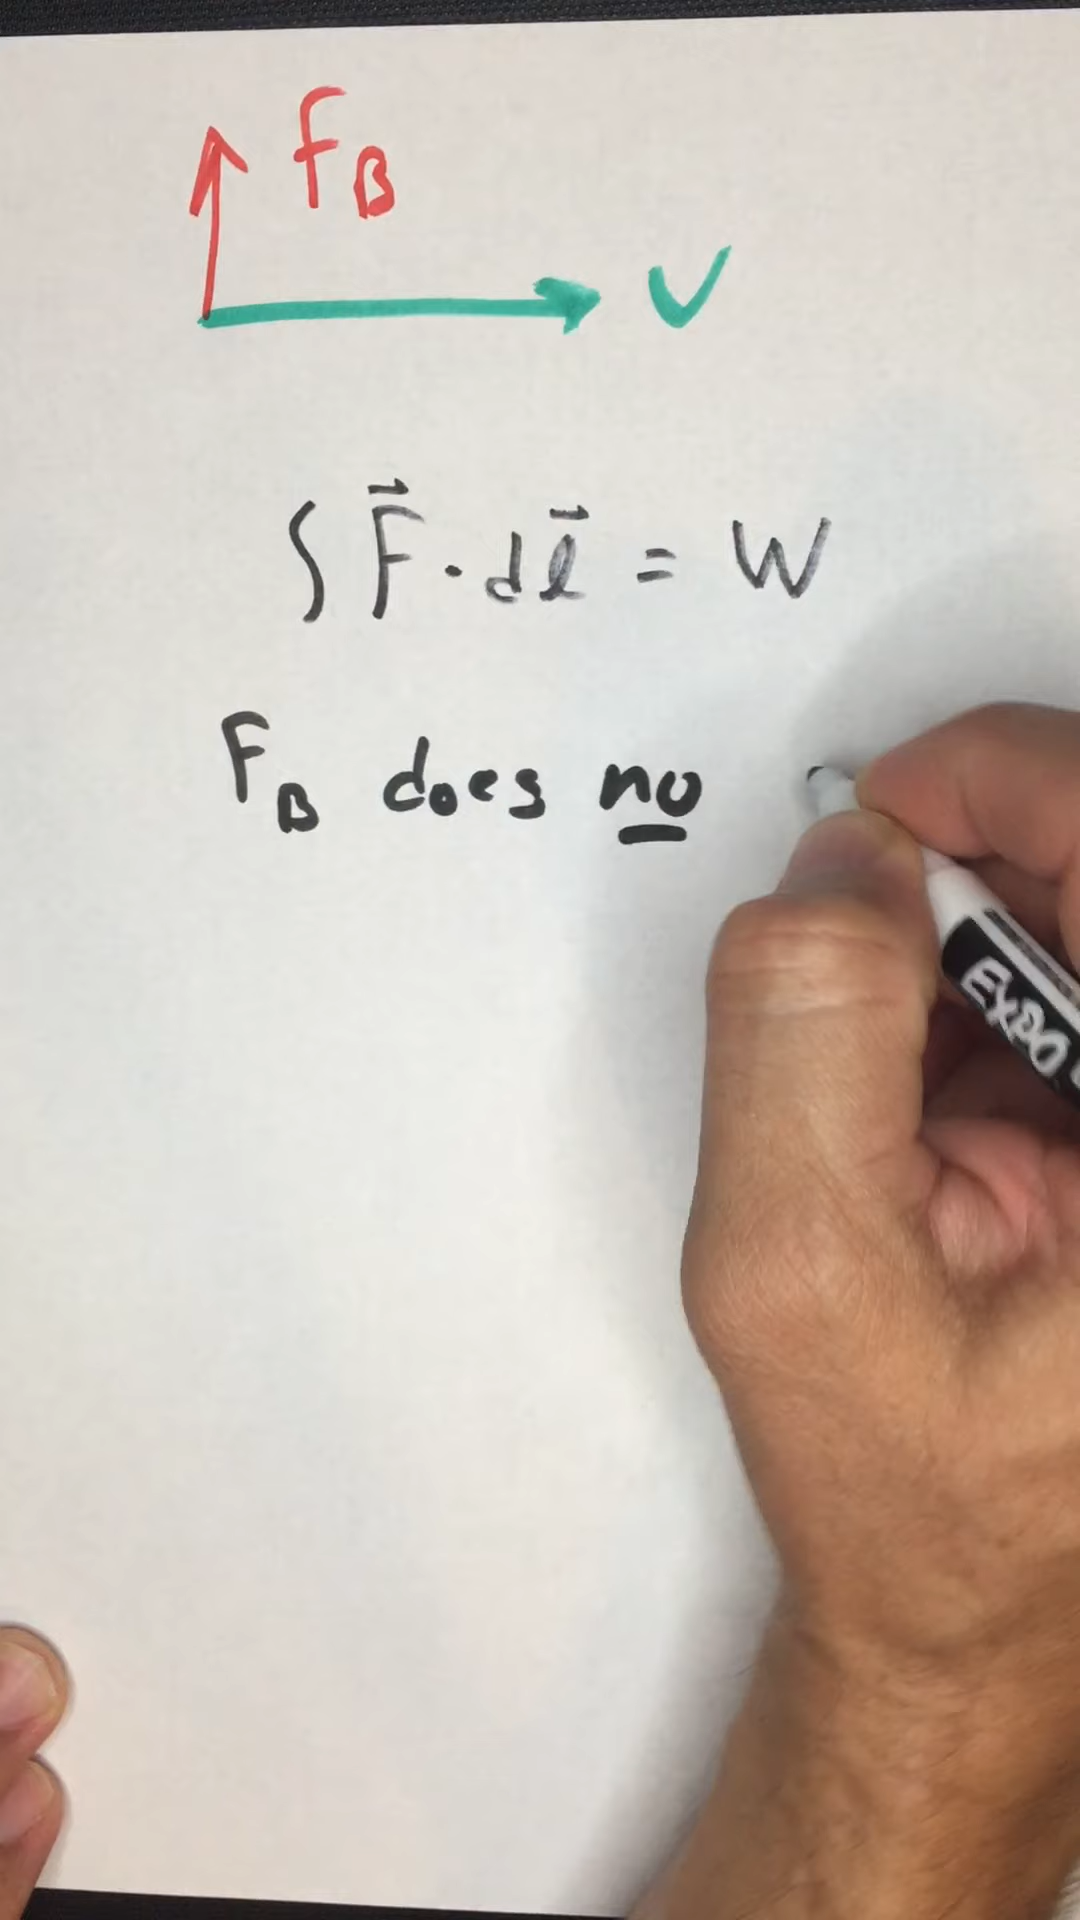 F_B
V
∫ F⃗ · dl⃗ = W
F_B does no
EXPO